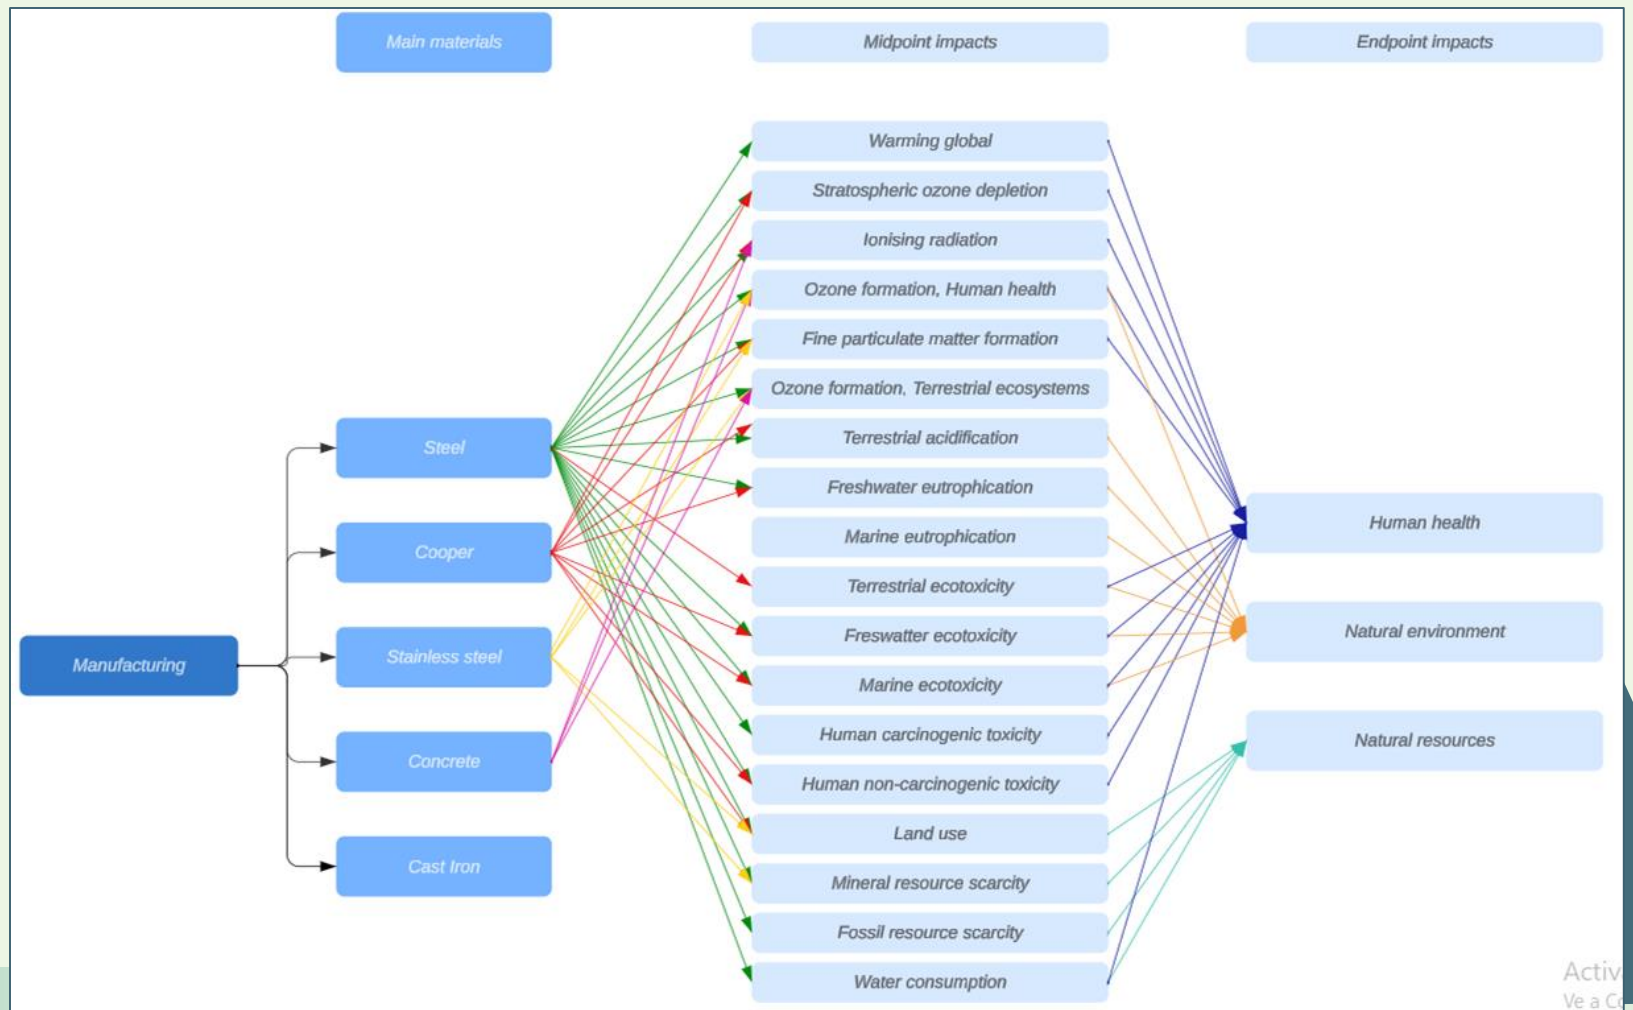 Main materials
Midpoint impacts
Endpoint impacts
Warming global
Stratospheric ozone depletion
Ionising radiation
Ozone formation, Human health
Fine particulate matter formation
Ozone formation, Terrestrial ecosystems
Terrestrial acidification
Freshwater eutrophication
Marine eutrophication
Terrestrial ecotoxicity
Freswatter ecotoxicity
Marine ecotoxicity
Human carcinogenic toxicity
Human non-carcinogenic toxicity
Land use
Mineral resource scarcity
Fossil resource scarcity
Water consumption
Steel
Cooper
Stainless steel
Concrete
Cast Iron
Manufacturing
Human health
Natural environment
Natural resources
Activ
Ve a Co